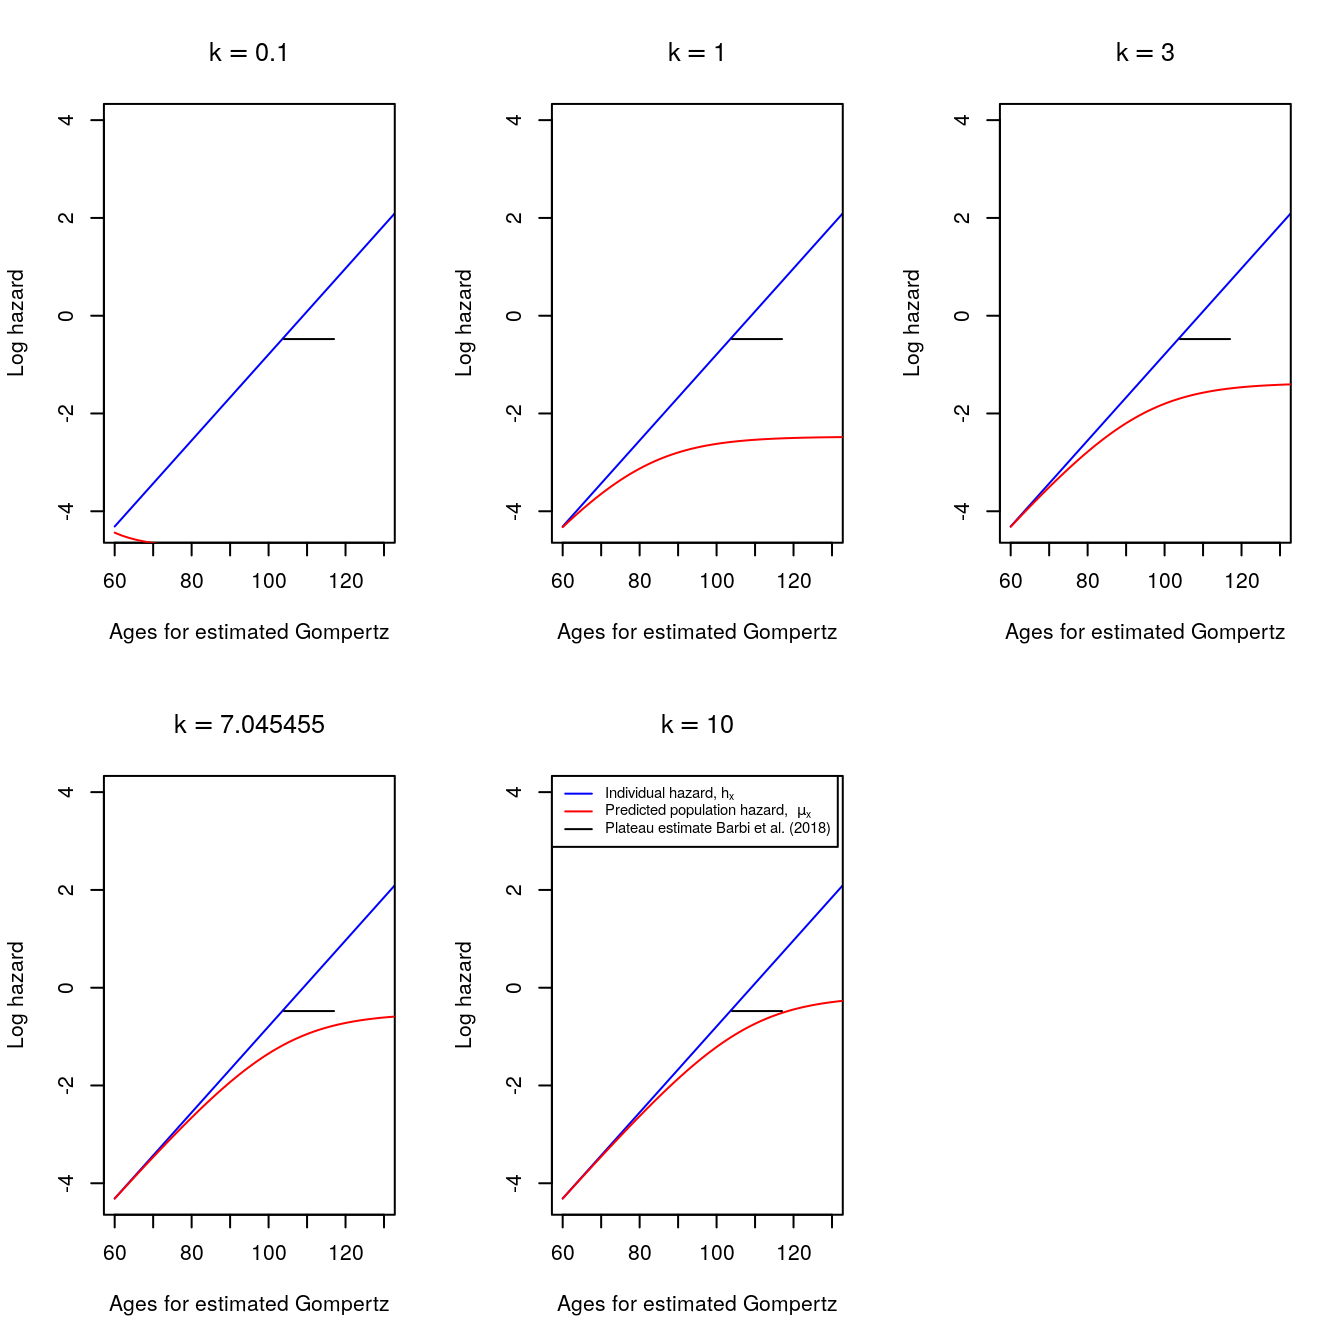 k = 0.1
4
2
0
-2
-4
Log hazard
60
80
100
120
Ages for estimated Gompertz
k = 1
4
2
0
-2
-4
Log hazard
60
80
100
120
Ages for estimated Gompertz
k = 3
4
2
0
-2
-4
Log hazard
60
80
100
120
Ages for estimated Gompertz
k = 7.045455
4
2
0
-2
-4
Log hazard
60
80
100
120
Ages for estimated Gompertz
k = 10
Individual hazard, hₓ
Predicted population hazard, μₓ
Plateau estimate Barbi et al. (2018)
4
2
0
-2
-4
Log hazard
60
80
100
120
Ages for estimated Gompertz